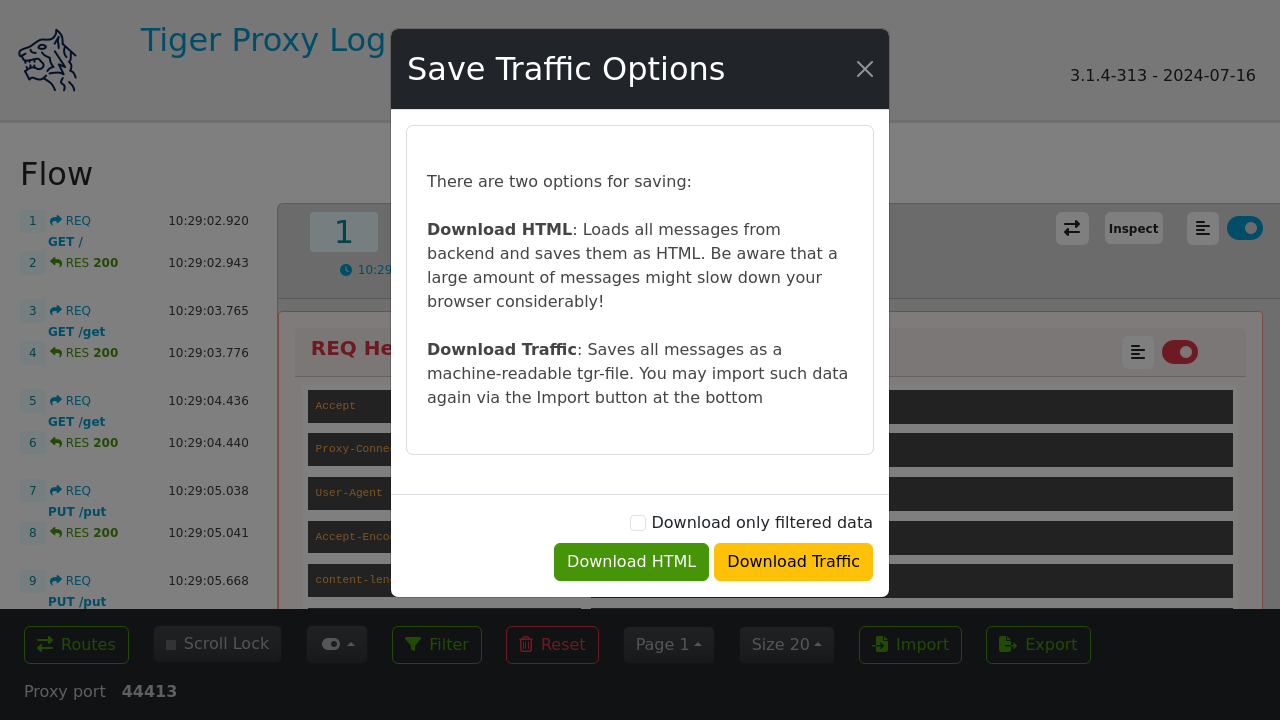 Tiger Proxy Log
3.1.4-313 - 2024-07-16
Save Traffic Options
There are two options for saving:
Download HTML: Loads all messages from
backend and saves them as HTML. Be aware that a
large amount of messages might slow down your
browser considerably!
Download Traffic: Saves all messages as a
machine-readable tgr-file. You may import such data
again via the Import button at the bottom
Download only filtered data
Download HTML Download Traffic
Flow
1 REQ 10:29:02.920
GET /
2 RES 200 10:29:02.943
3 REQ 10:29:03.765
GET /get
4 RES 200 10:29:03.776
5 REQ 10:29:04.436
GET /get
6 RES 200 10:29:04.440
7 REQ 10:29:05.038
PUT /put
8 RES 200 10:29:05.041
9 REQ 10:29:05.668
PUT /put
1
Inspect
10:29
REQ He
Accept
Proxy-Conne
User-Agent
Accept-Enco
content-len
Routes Scroll Lock Filter Reset Page 1 Size 20 Import Export
Proxy port 44413